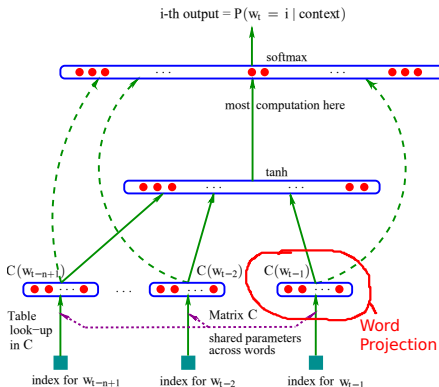 i-th output = P(w_t = i | context)
softmax
. . .
. . .
most computation here
tanh
. . .
. . .
C(w_{t−n+1})
C(w_{t−2})
C(w_{t−1})
. . .
. . .
. . .
. . .
Table look−up in C
Matrix C
shared parameters across words
Word Projection
index for w_{t−n+1}
index for w_{t−2}
index for w_{t−1}